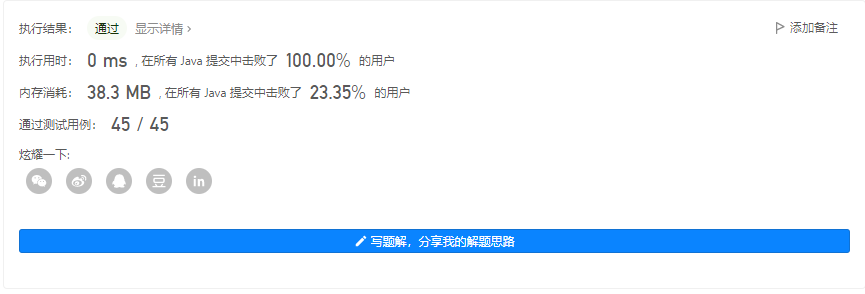 执行结果： 通过 显示详情 › 添加备注
执行用时： 0 ms , 在所有 Java 提交中击败了 100.00% 的用户
内存消耗： 38.3 MB , 在所有 Java 提交中击败了 23.35% 的用户
通过测试用例： 45 / 45
炫耀一下:
豆 in
写题解，分享我的解题思路